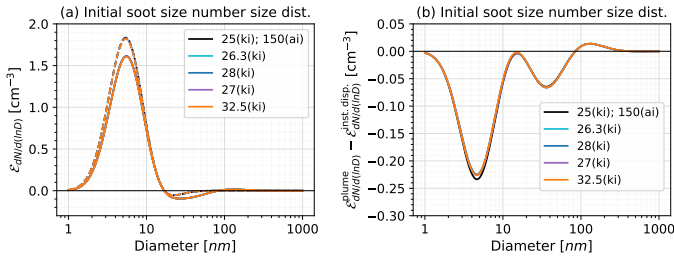 (a) Initial soot size number size dist.
2.0
1.5
1.0
0.5
0.0
ℰdN/d(lnD) [cm−3]
25(ki); 150(ai)
26.3(ki)
28(ki)
27(ki)
32.5(ki)
1
10
100
1000
Diameter [nm]
(b) Initial soot size number size dist.
0.05
0.00
−0.05
−0.10
−0.15
−0.20
−0.25
−0.30
ℰplume dN/d(lnD) − ℰinst. disp. dN/d(lnD) [cm−3]
25(ki); 150(ai)
26.3(ki)
28(ki)
27(ki)
32.5(ki)
1
10
100
1000
Diameter [nm]